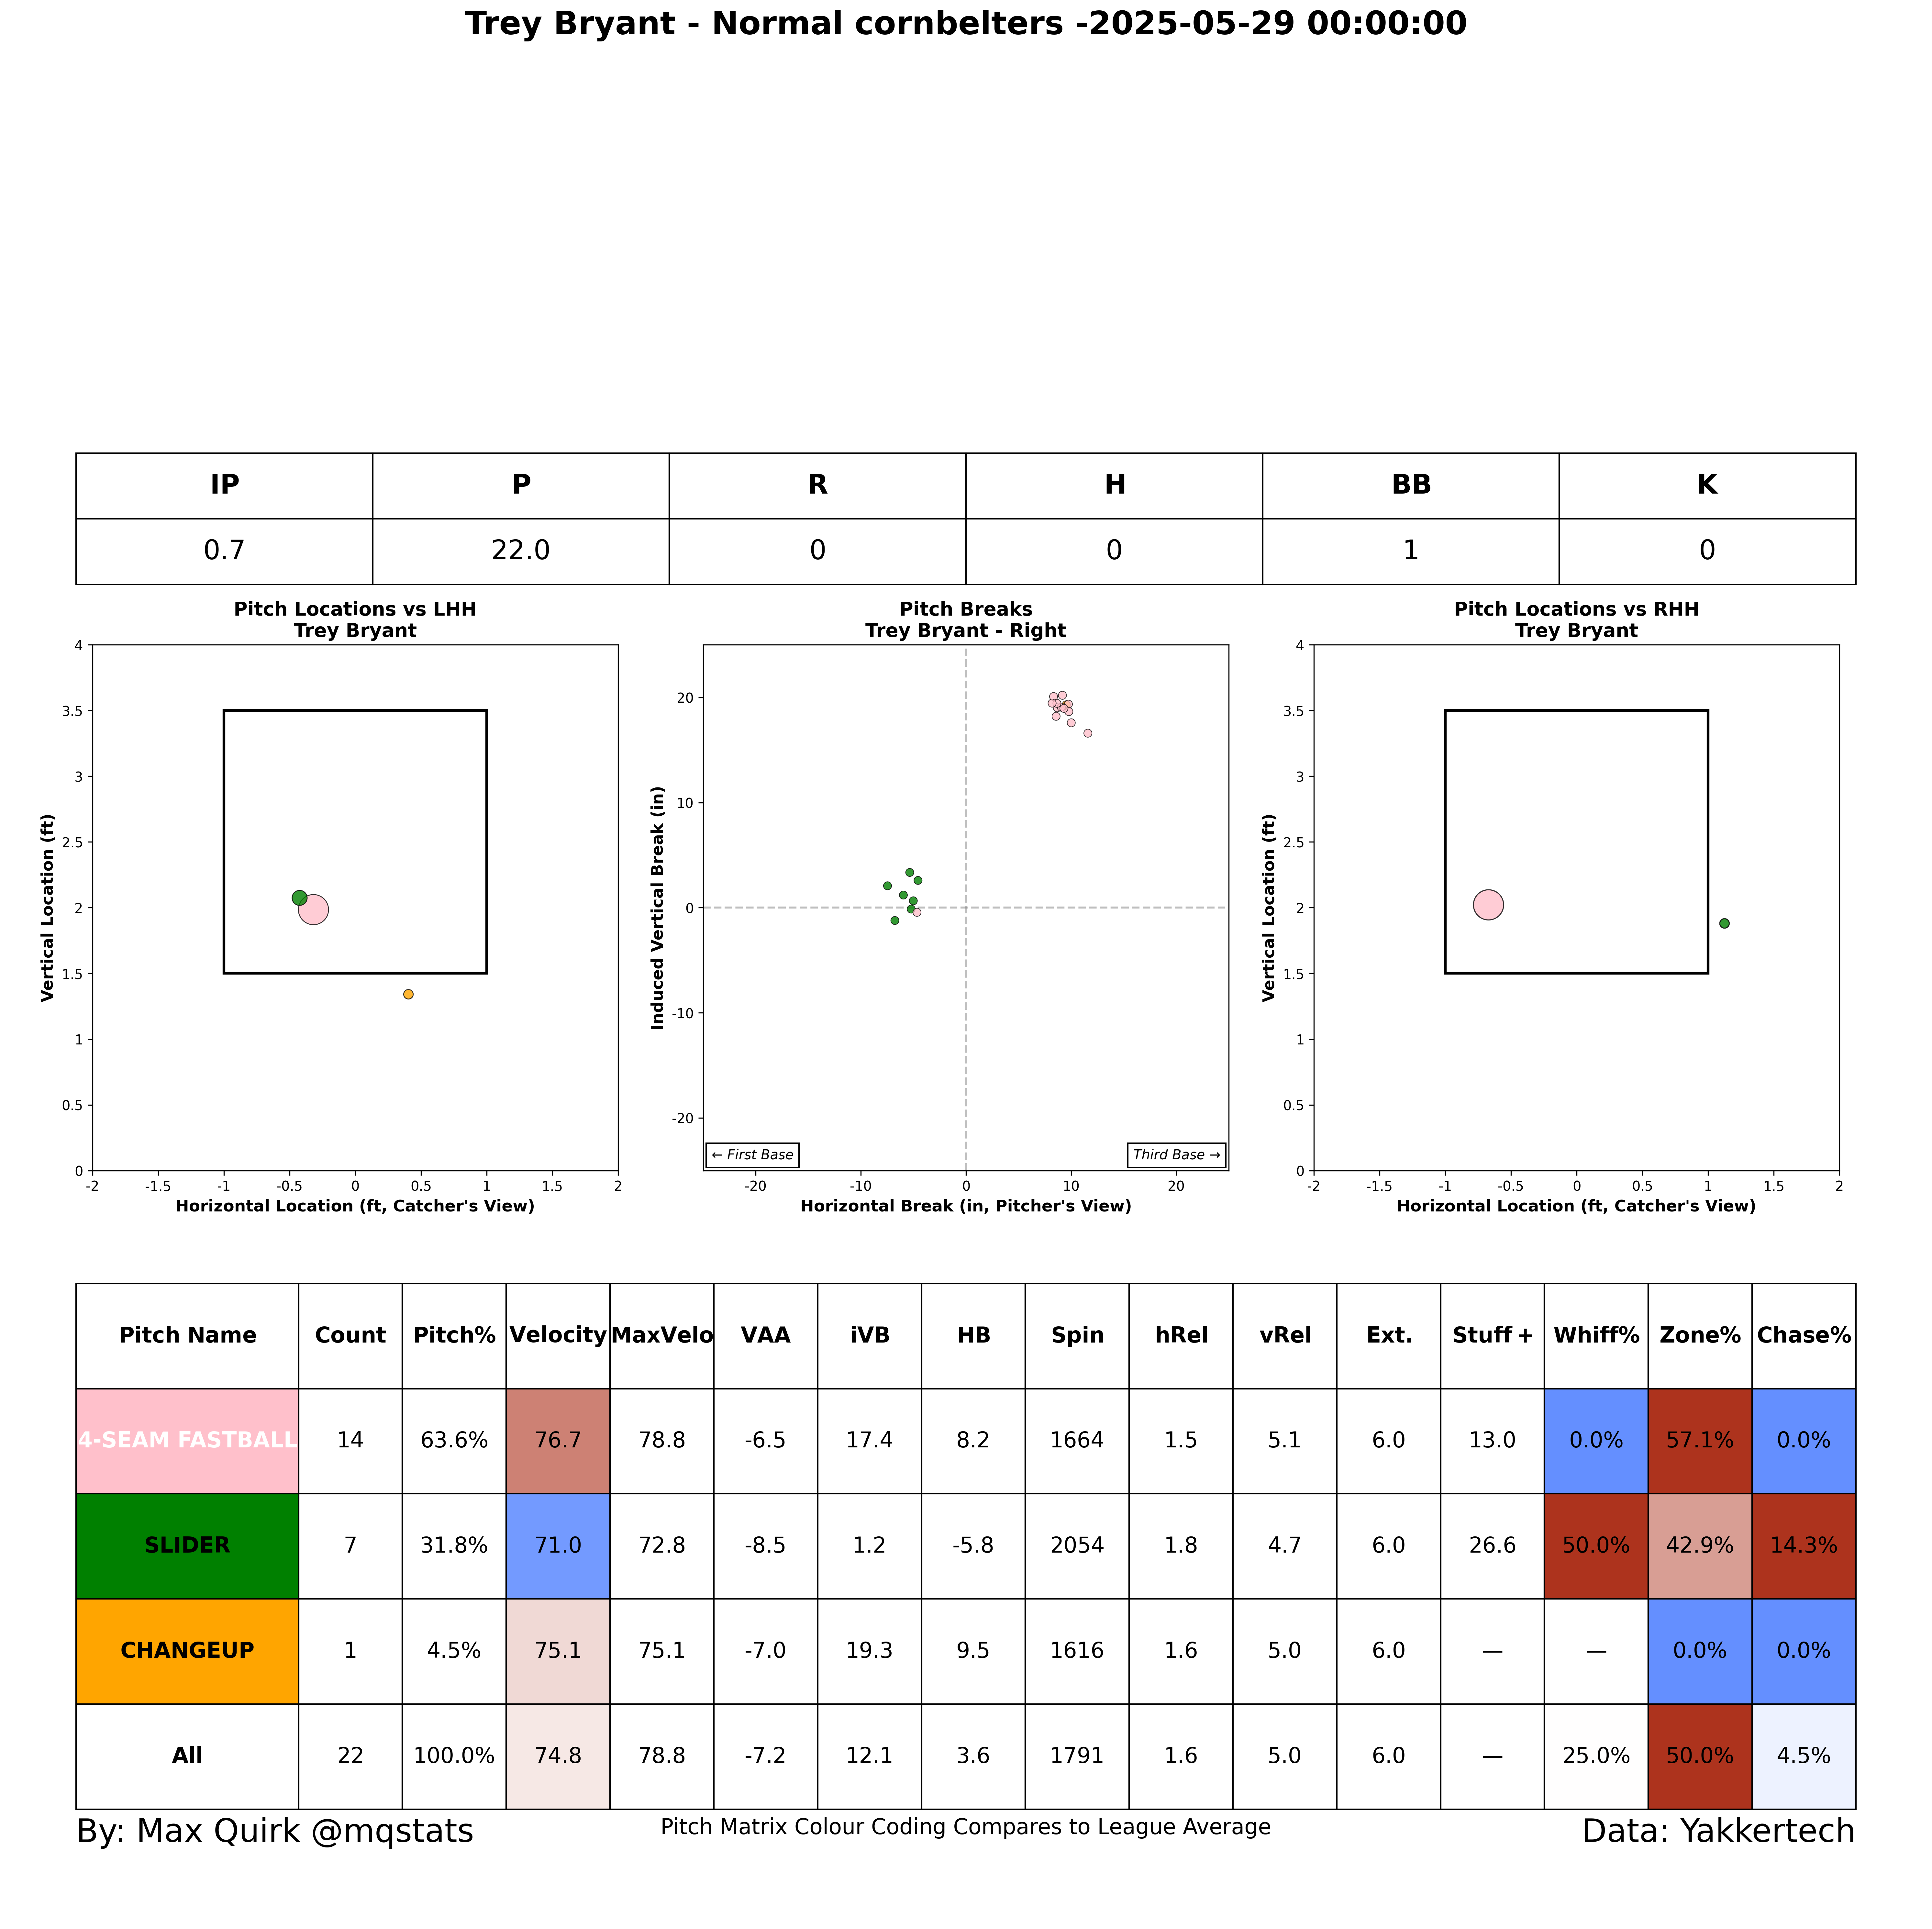 Trey Bryant - Normal cornbelters -2025-05-29 00:00:00
IP P R H BB K
0.7 22.0 0 0 1 0
Pitch Locations vs LHH
Trey Bryant
4
3.5
3
2.5
2
1.5
1
0.5
0
-2 -1.5 -1 -0.5 0 0.5 1 1.5 2
Vertical Location (ft)
Horizontal Location (ft, Catcher's View)
Pitch Breaks
Trey Bryant - Right
20
10
0
-10
-20
← First Base Third Base →
-20 -10 0 10 20
Induced Vertical Break (in)
Horizontal Break (in, Pitcher's View)
Pitch Locations vs RHH
Trey Bryant
4
3.5
3
2.5
2
1.5
1
0.5
0
-2 -1.5 -1 -0.5 0 0.5 1 1.5 2
Vertical Location (ft)
Horizontal Location (ft, Catcher's View)
Pitch Name Count Pitch% Velocity MaxVelo VAA iVB HB Spin hRel vRel Ext. Stuff+ Whiff% Zone% Chase%
4-SEAM FASTBALL 14 63.6% 76.7 78.8 -6.5 17.4 8.2 1664 1.5 5.1 6.0 13.0 0.0% 57.1% 0.0%
SLIDER 7 31.8% 71.0 72.8 -8.5 1.2 -5.8 2054 1.8 4.7 6.0 26.6 50.0% 42.9% 14.3%
CHANGEUP 1 4.5% 75.1 75.1 -7.0 19.3 9.5 1616 1.6 5.0 6.0 — — 0.0% 0.0%
All 22 100.0% 74.8 78.8 -7.2 12.1 3.6 1791 1.6 5.0 6.0 — 25.0% 50.0% 4.5%
By: Max Quirk @mqstats
Pitch Matrix Colour Coding Compares to League Average
Data: Yakkertech